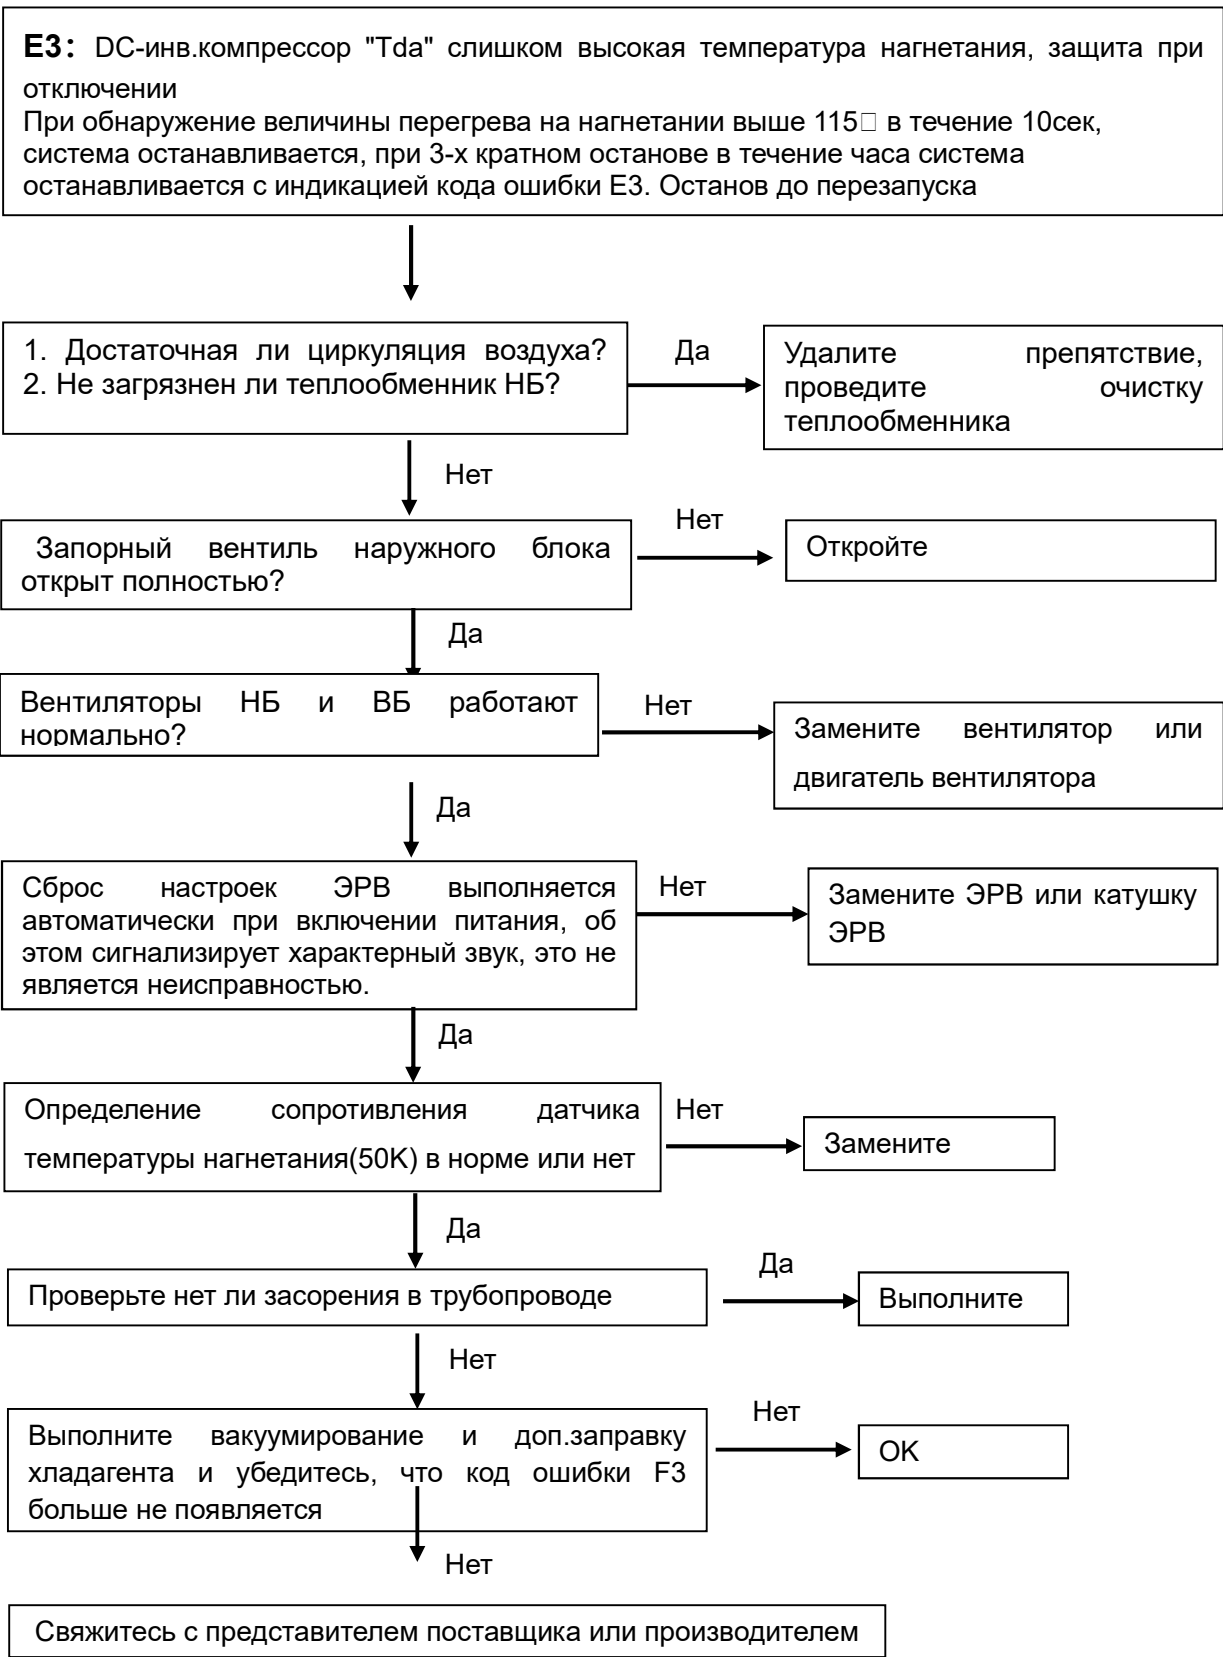 E3: DC-инв.компрессор "Tda" слишком высокая температура нагнетания, защита при
отключении
При обнаружение величины перегрева на нагнетании выше 115□ в течение 10сек,
система останавливается, при 3-х кратном останове в течение часа система
останавливается с индикацией кода ошибки E3. Останов до перезапуска
1. Достаточная ли циркуляция воздуха?
2. Не загрязнен ли теплообменник НБ?
Да
Удалите препятствие,
проведите очистку
теплообменника
Нет
Запорный вентиль наружного блока
открыт полностью?
Нет
Откройте
Да
Вентиляторы НБ и ВБ работают
нормально?
Нет
Замените вентилятор или
двигатель вентилятора
Да
Сброс настроек ЭРВ выполняется
автоматически при включении питания, об
этом сигнализирует характерный звук, это не
является неисправностью.
Нет
Замените ЭРВ или катушку
ЭРВ
Да
Определение сопротивления датчика
температуры нагнетания(50K) в норме или нет
Нет
Замените
Да
Проверьте нет ли засорения в трубопроводе
Да
Выполните
Нет
Выполните вакуумирование и доп.заправку
хладагента и убедитесь, что код ошибки F3
больше не появляется
Нет
OK
Нет
Свяжитесь с представителем поставщика или производителем